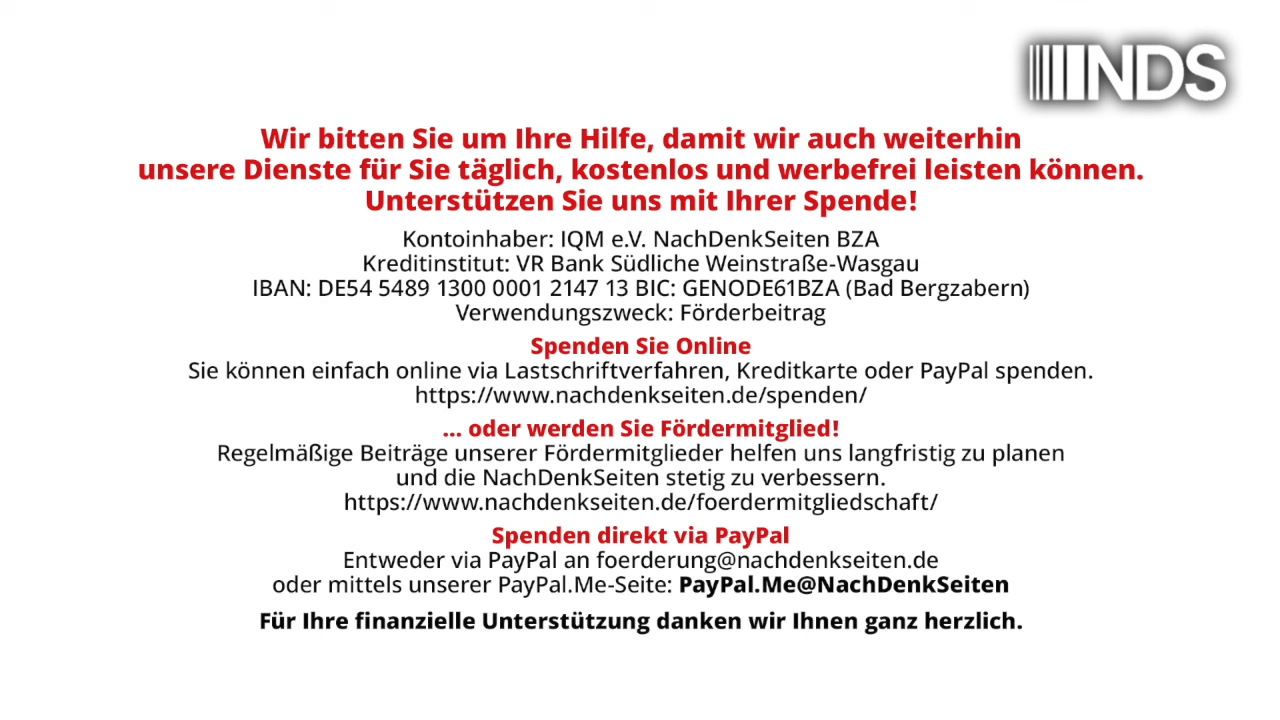 NDS
Wir bitten Sie um Ihre Hilfe, damit wir auch weiterhin
unsere Dienste für Sie täglich, kostenlos und werbefrei leisten können.
Unterstützen Sie uns mit Ihrer Spende!
Kontoinhaber: IQM e.V. NachDenkSeiten BZA
Kreditinstitut: VR Bank Südliche Weinstraße-Wasgau
IBAN: DE54 5489 1300 0001 2147 13 BIC: GENODE61BZA (Bad Bergzabern)
Verwendungszweck: Förderbeitrag
Spenden Sie Online
Sie können einfach online via Lastschriftverfahren, Kreditkarte oder PayPal spenden.
https://www.nachdenkseiten.de/spenden/
... oder werden Sie Fördermitglied!
Regelmäßige Beiträge unserer Fördermitglieder helfen uns langfristig zu planen
und die NachDenkSeiten stetig zu verbessern.
https://www.nachdenkseiten.de/foerdermitgliedschaft/
Spenden direkt via PayPal
Entweder via PayPal an foerderung@nachdenkseiten.de
oder mittels unserer PayPal.Me-Seite: PayPal.Me@NachDenkSeiten
Für Ihre finanzielle Unterstützung danken wir Ihnen ganz herzlich.